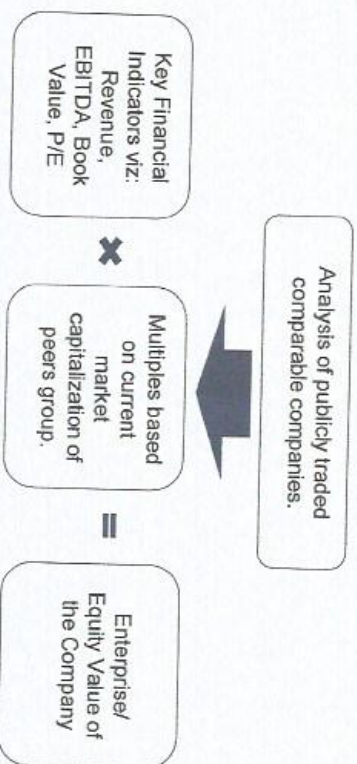 Analysis of publicly traded
comparable companies.
Key Financial
Indicators viz:
Revenue,
EBITDA, Book
Value, P/E
×
Multiples based
on current
market
capitalization of
peers group.
=
Enterprise/
Equity Value of
the Company